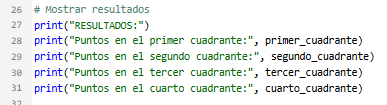 26 # Mostrar resultados
27 print("RESULTADOS:")
28 print("Puntos en el primer cuadrante:", primer_cuadrante)
29 print("Puntos en el segundo cuadrante:", segundo_cuadrante)
30 print("Puntos en el tercer cuadrante:", tercer_cuadrante)
31 print("Puntos en el cuarto cuadrante:", cuarto_cuadrante)
32